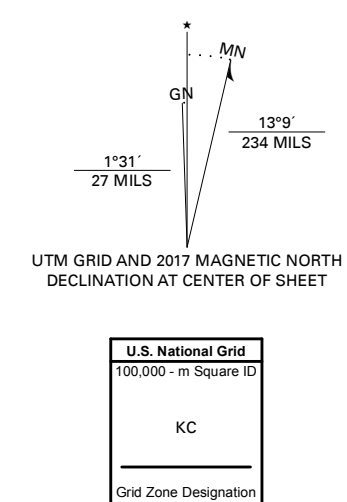 MN
GN
13°9´
234 MILS
1°31´
27 MILS
UTM GRID AND 2017 MAGNETIC NORTH
DECLINATION AT CENTER OF SHEET
U.S. National Grid
100,000 - m Square ID
KC
Grid Zone Designation